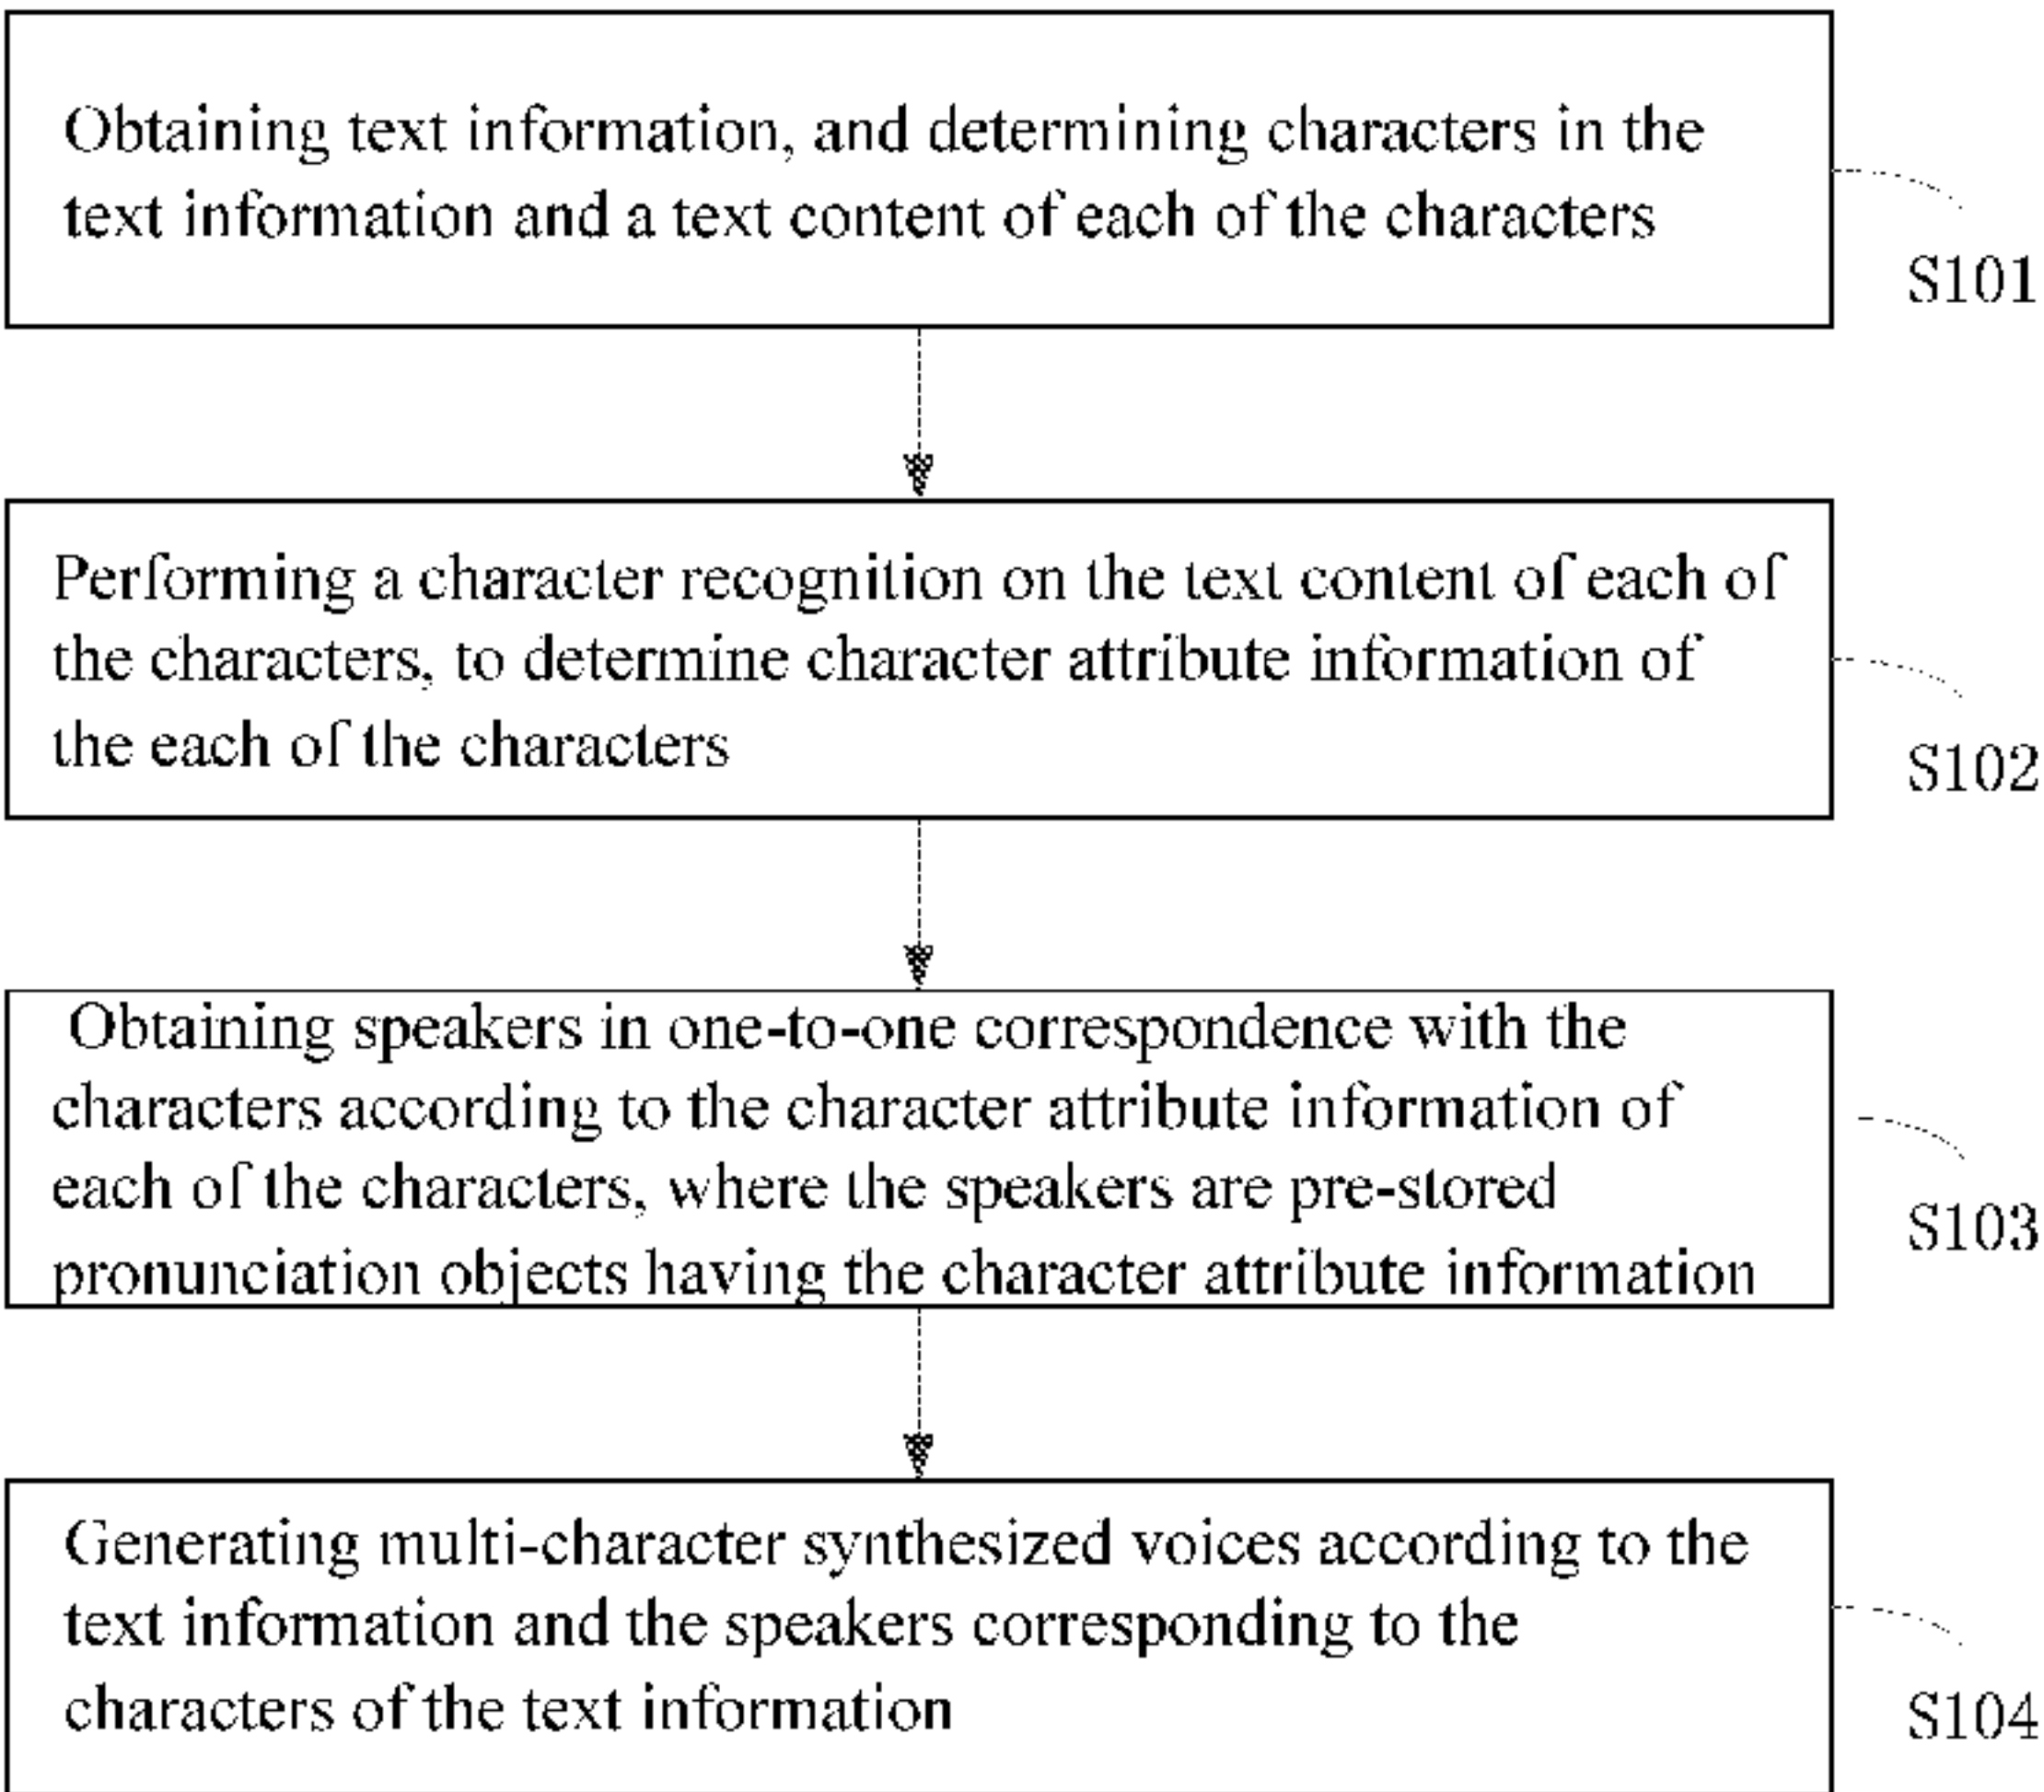 Obtaining text information, and determining characters in the
text information and a text content of each of the characters
S101
Performing a character recognition on the text content of each of
the characters, to determine character attribute information of
the each of the characters
S102
Obtaining speakers in one-to-one correspondence with the
characters according to the character attribute information of
each of the characters, where the speakers are pre-stored
pronunciation objects having the character attribute information
S103
Generating multi-character synthesized voices according to the
text information and the speakers corresponding to the
characters of the text information
S104